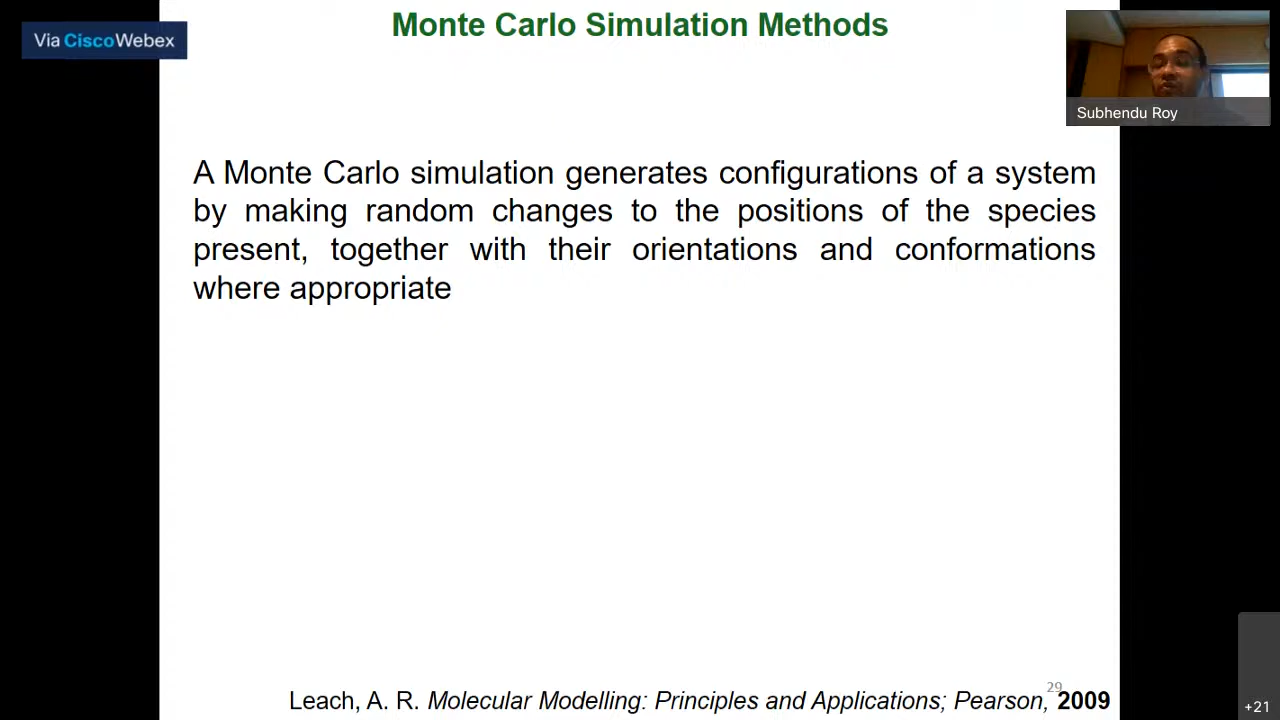 Monte Carlo Simulation Methods
Via CiscoWebex
Subhendu Roy
A Monte Carlo simulation generates configurations of a system
by making random changes to the positions of the species
present, together with their orientations and conformations
where appropriate
29
Leach, A. R. Molecular Modelling: Principles and Applications; Pearson, 2009
+21